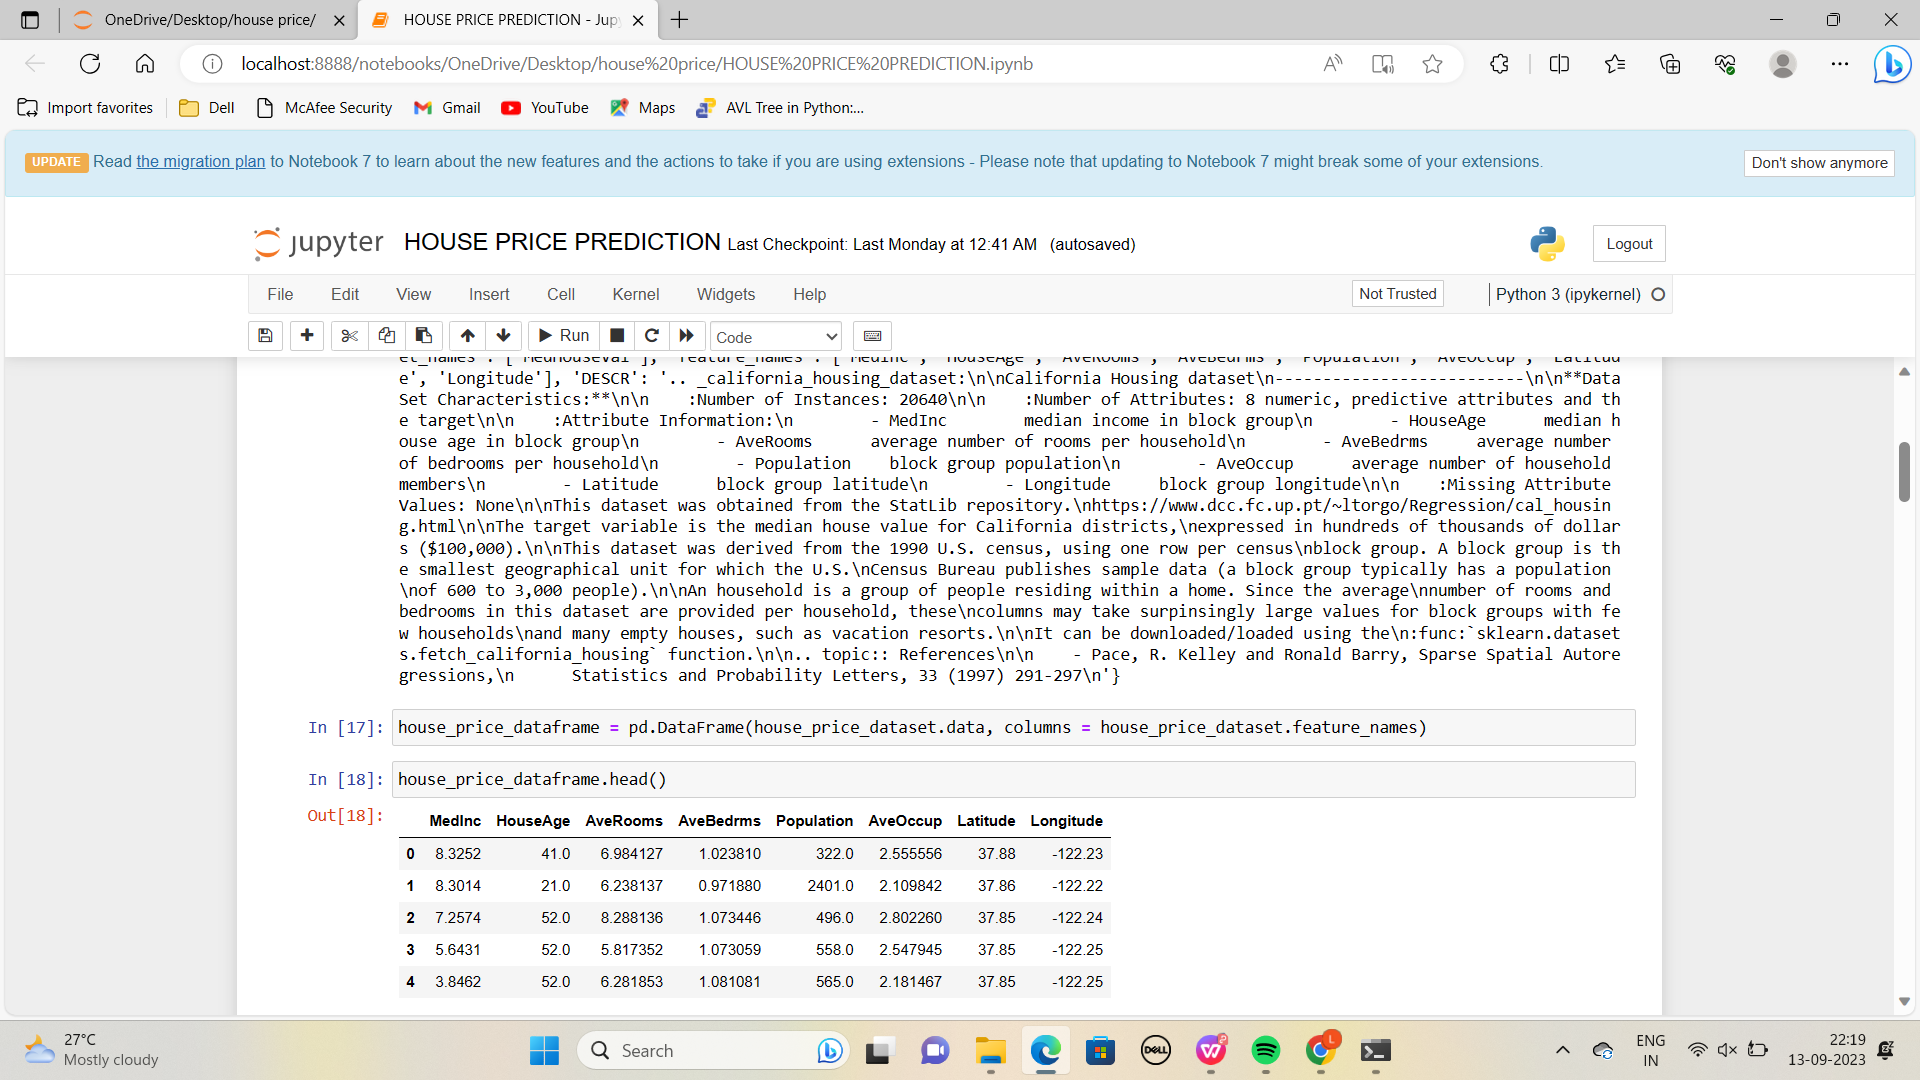 OneDrive/Desktop/house price/
HOUSE PRICE PREDICTION - Jup
localhost:8888/notebooks/OneDrive/Desktop/house%20price/HOUSE%20PRICE%20PREDICTION.ipynb
Import favorites
Dell
McAfee Security
Gmail
YouTube
Maps
AVL Tree in Python:...
UPDATE Read the migration plan to Notebook 7 to learn about the new features and the actions to take if you are using extensions - Please note that updating to Notebook 7 might break some of your extensions.
Don't show anymore
jupyter HOUSE PRICE PREDICTION Last Checkpoint: Last Monday at 12:41 AM (autosaved)
Logout
File Edit View Insert Cell Kernel Widgets Help
Not Trusted
Python 3 (ipykernel)
Run
Code
et_names': ['MedHouseVal'], 'feature_names': ['MedInc', 'HouseAge', 'AveRooms', 'AveBedrms', 'Population', 'AveOccup', 'Latitud
e', 'Longitude'], 'DESCR': '.. _california_housing_dataset:\n\nCalifornia Housing dataset\n--------------------------\n\n**Data
Set Characteristics:**\n\n    :Number of Instances: 20640\n\n    :Number of Attributes: 8 numeric, predictive attributes and th
e target\n\n    :Attribute Information:\n        - MedInc        median income in block group\n        - HouseAge      median h
ouse age in block group\n        - AveRooms      average number of rooms per household\n        - AveBedrms     average number
of bedrooms per household\n        - Population    block group population\n        - AveOccup      average number of household
members\n        - Latitude      block group latitude\n        - Longitude     block group longitude\n\n    :Missing Attribute
Values: None\n\nThis dataset was obtained from the StatLib repository.\nhttps://www.dcc.fc.up.pt/~ltorgo/Regression/cal_housin
g.html\n\nThe target variable is the median house value for California districts,\nexpressed in hundreds of thousands of dollar
s ($100,000).\n\nThis dataset was derived from the 1990 U.S. census, using one row per census\nblock group. A block group is th
e smallest geographical unit for which the U.S.\nCensus Bureau publishes sample data (a block group typically has a population
\nof 600 to 3,000 people).\n\nAn household is a group of people residing within a home. Since the average\nnumber of rooms and
bedrooms in this dataset are provided per household, these\ncolumns may take surpinsingly large values for block groups with fe
w households\nand many empty houses, such as vacation resorts.\n\nIt can be downloaded/loaded using the\n:func:`sklearn.dataset
s.fetch_california_housing` function.\n\n.. topic:: References\n\n    - Pace, R. Kelley and Ronald Barry, Sparse Spatial Autore
gressions,\n      Statistics and Probability Letters, 33 (1997) 291-297\n'}
In [17]: house_price_dataframe = pd.DataFrame(house_price_dataset.data, columns = house_price_dataset.feature_names)
In [18]: house_price_dataframe.head()
Out[18]:
MedInc HouseAge AveRooms AveBedrms Population AveOccup Latitude Longitude
0 8.3252 41.0 6.984127 1.023810 322.0 2.555556 37.88 -122.23
1 8.3014 21.0 6.238137 0.971880 2401.0 2.109842 37.86 -122.22
2 7.2574 52.0 8.288136 1.073446 496.0 2.802260 37.85 -122.24
3 5.6431 52.0 5.817352 1.073059 558.0 2.547945 37.85 -122.25
4 3.8462 52.0 6.281853 1.081081 565.0 2.181467 37.85 -122.25
27°C
Mostly cloudy
Search
DELL
L
ENG
IN
22:19
13-09-2023